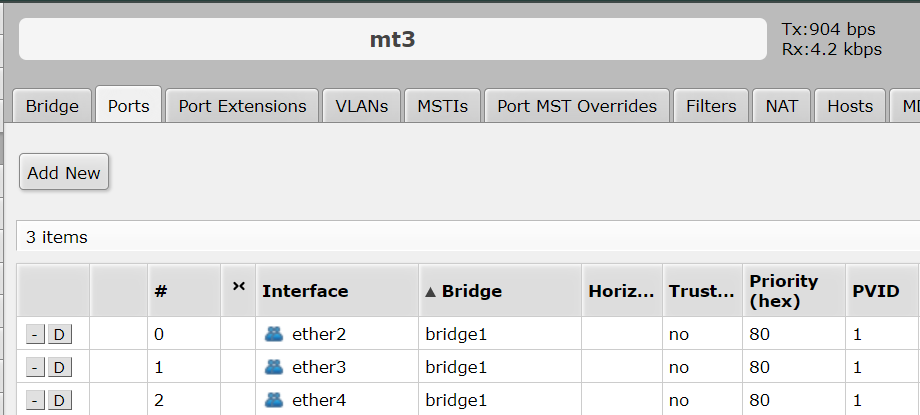 mt3
Tx:904 bps
Rx:4.2 kbps
Bridge Ports Port Extensions VLANs MSTIs Port MST Overrides Filters NAT Hosts
Add New
3 items
# Interface ▲ Bridge Horiz... Trust... Priority (hex) PVID
- D 0 ether2 bridge1 no 80 1
- D 1 ether3 bridge1 no 80 1
- D 2 ether4 bridge1 no 80 1